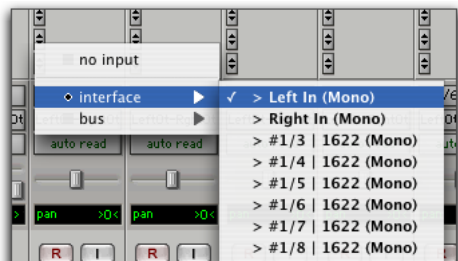 no input
interface
bus
✓ > Left In (Mono)
> Right In (Mono)
> #1/3 | 1622 (Mono)
> #1/4 | 1622 (Mono)
> #1/5 | 1622 (Mono)
> #1/6 | 1622 (Mono)
> #1/7 | 1622 (Mono)
> #1/8 | 1622 (Mono)
auto read
auto read
pan >0<
pan >0<
R I
R I